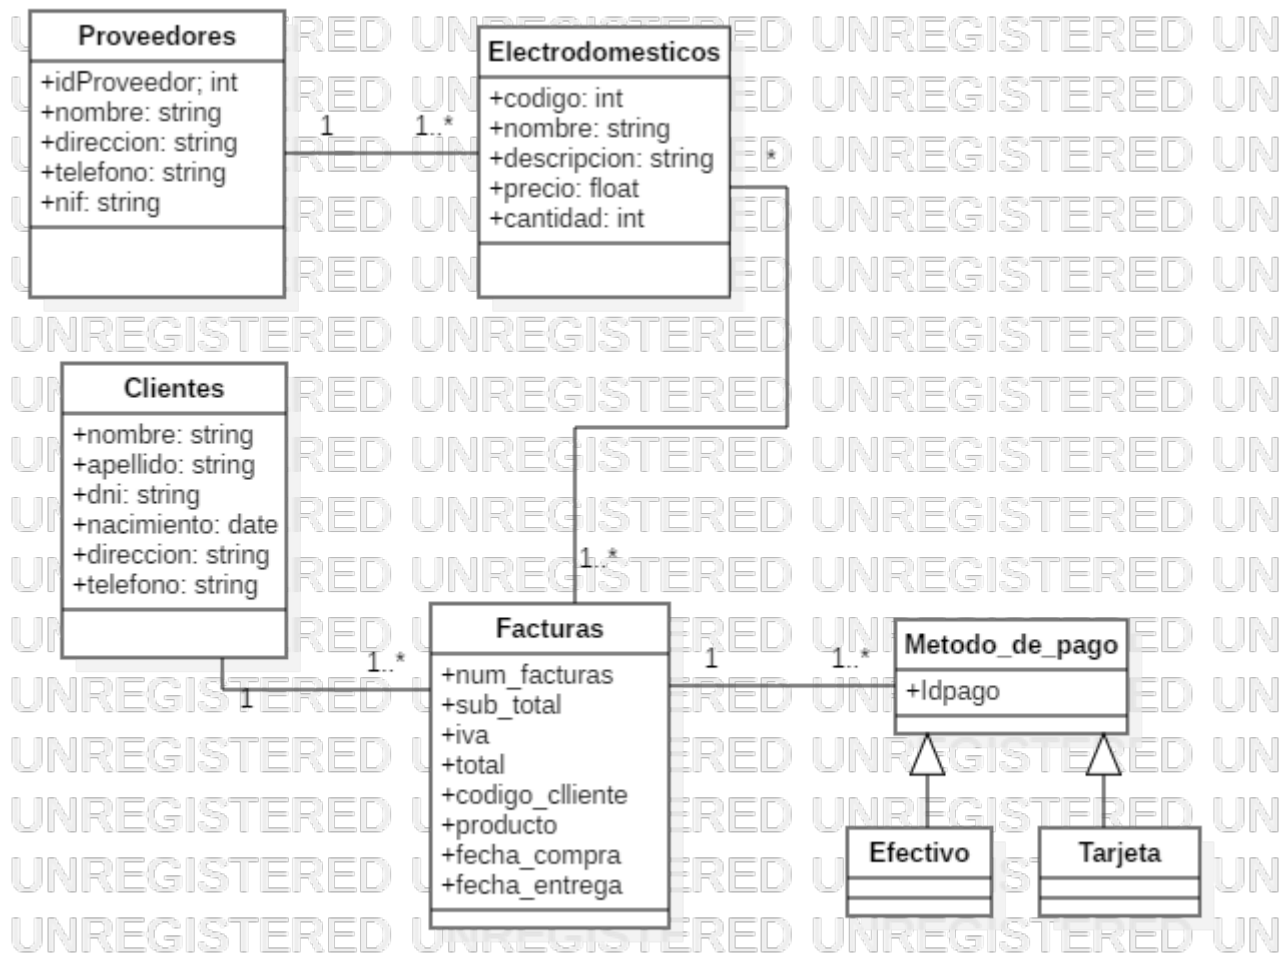 Proveedores
+idProveedor; int
+nombre: string
+direccion: string
+telefono: string
+nif: string
1
1..*
Electrodomesticos
+codigo: int
+nombre: string
+descripcion: string
+precio: float
+cantidad: int
*
1..*
Clientes
+nombre: string
+apellido: string
+dni: string
+nacimiento: date
+direccion: string
+telefono: string
1
1..*
Facturas
+num_facturas
+sub_total
+iva
+total
+codigo_clliente
+producto
+fecha_compra
+fecha_entrega
1
1..*
Metodo_de_pago
+Idpago
Efectivo
Tarjeta
UNREGISTERED